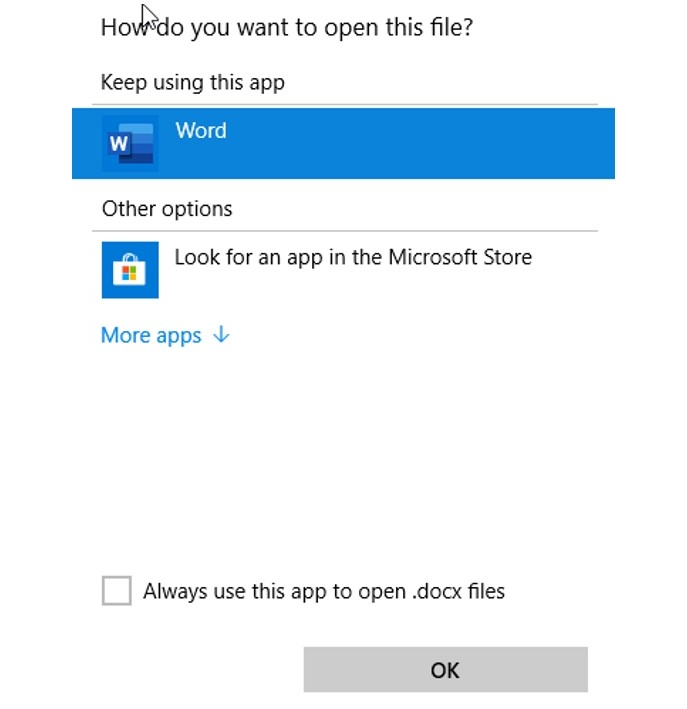 How do you want to open this file?
Keep using this app
W
Word
Other options
Look for an app in the Microsoft Store
More apps ↓
Always use this app to open .docx files
OK